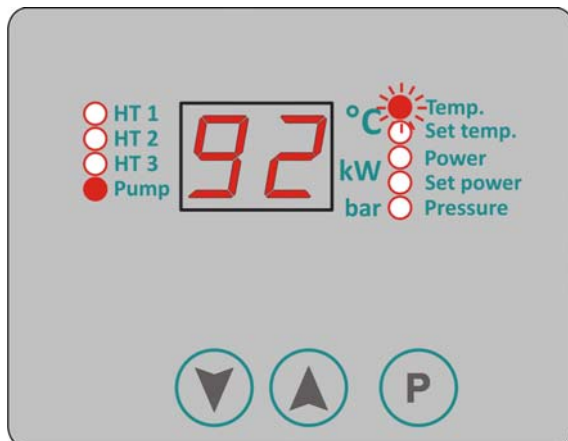 HT 1
HT 2
HT 3
Pump
92
°C
kW
bar
Temp.
Set temp.
Power
Set power
Pressure
P